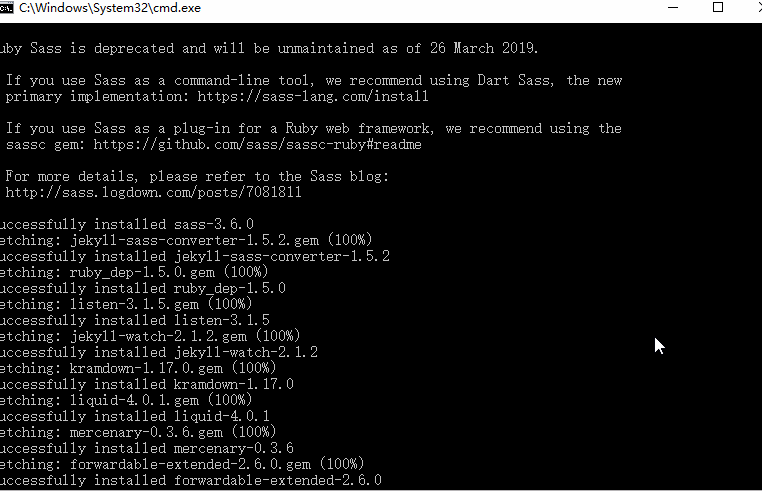 C:\Windows\System32\cmd.exe
uby Sass is deprecated and will be unmaintained as of 26 March 2019.
If you use Sass as a command-line tool, we recommend using Dart Sass, the new
primary implementation: https://sass-lang.com/install
If you use Sass as a plug-in for a Ruby web framework, we recommend using the
sassc gem: https://github.com/sass/sassc-ruby#readme
For more details, please refer to the Sass blog:
http://sass.logdown.com/posts/7081811
uccessfully installed sass-3.6.0
etching: jekyll-sass-converter-1.5.2.gem (100%)
uccessfully installed jekyll-sass-converter-1.5.2
etching: ruby_dep-1.5.0.gem (100%)
uccessfully installed ruby_dep-1.5.0
etching: listen-3.1.5.gem (100%)
uccessfully installed listen-3.1.5
etching: jekyll-watch-2.1.2.gem (100%)
uccessfully installed jekyll-watch-2.1.2
etching: kramdown-1.17.0.gem (100%)
uccessfully installed kramdown-1.17.0
etching: liquid-4.0.1.gem (100%)
uccessfully installed liquid-4.0.1
etching: mercenary-0.3.6.gem (100%)
uccessfully installed mercenary-0.3.6
etching: forwardable-extended-2.6.0.gem (100%)
uccessfully installed forwardable-extended-2.6.0